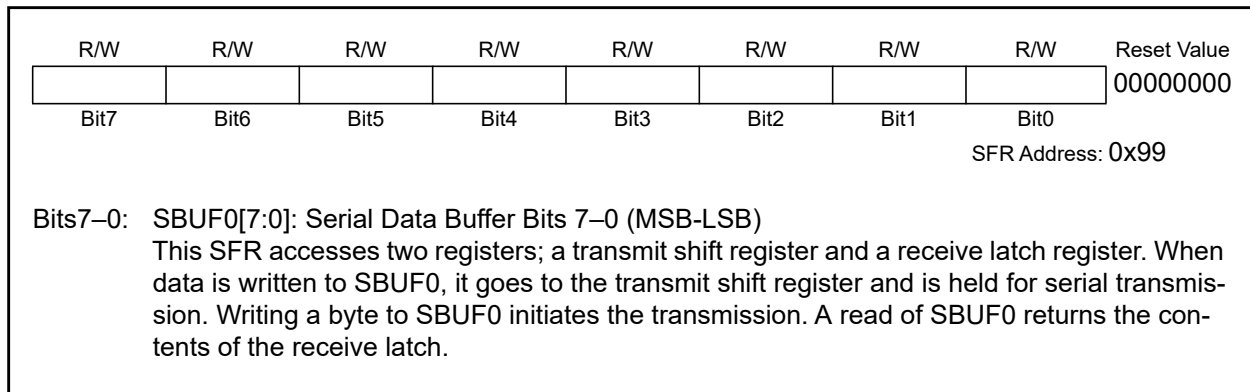 R/W R/W R/W R/W R/W R/W R/W R/W Reset Value
00000000
Bit7 Bit6 Bit5 Bit4 Bit3 Bit2 Bit1 Bit0
SFR Address: 0x99
Bits7–0: SBUF0[7:0]: Serial Data Buffer Bits 7–0 (MSB-LSB)
This SFR accesses two registers; a transmit shift register and a receive latch register. When
data is written to SBUF0, it goes to the transmit shift register and is held for serial transmis-
sion. Writing a byte to SBUF0 initiates the transmission. A read of SBUF0 returns the con-
tents of the receive latch.